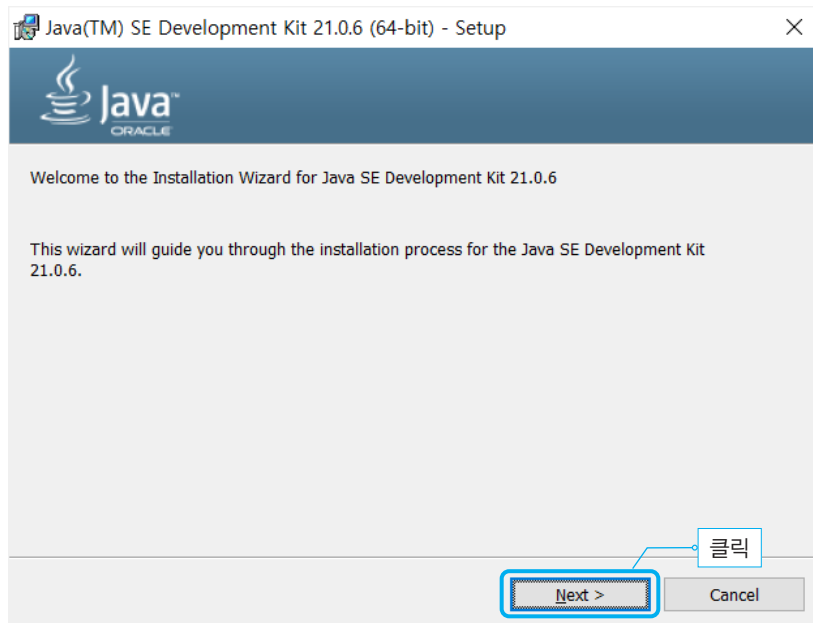 Java(TM) SE Development Kit 21.0.6 (64-bit) - Setup
Java™
ORACLE
Welcome to the Installation Wizard for Java SE Development Kit 21.0.6
This wizard will guide you through the installation process for the Java SE Development Kit
21.0.6.
클릭
Next >
Cancel